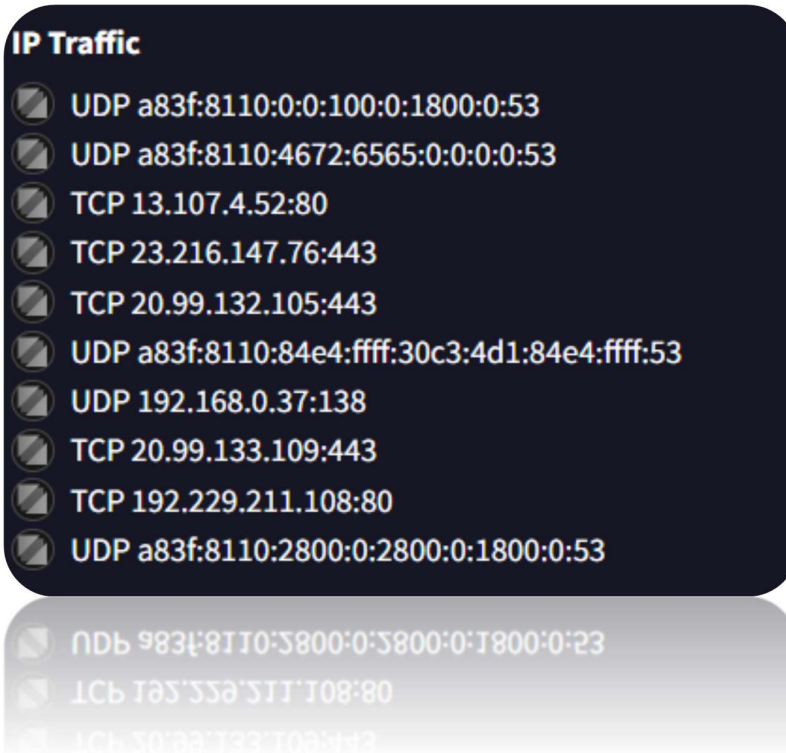 IP Traffic
UDP a83f:8110:0:0:100:0:1800:0:53
UDP a83f:8110:4672:6565:0:0:0:0:53
TCP 13.107.4.52:80
TCP 23.216.147.76:443
TCP 20.99.132.105:443
UDP a83f:8110:84e4:ffff:30c3:4d1:84e4:ffff:53
UDP 192.168.0.37:138
TCP 20.99.133.109:443
TCP 192.229.211.108:80
UDP a83f:8110:2800:0:2800:0:1800:0:53